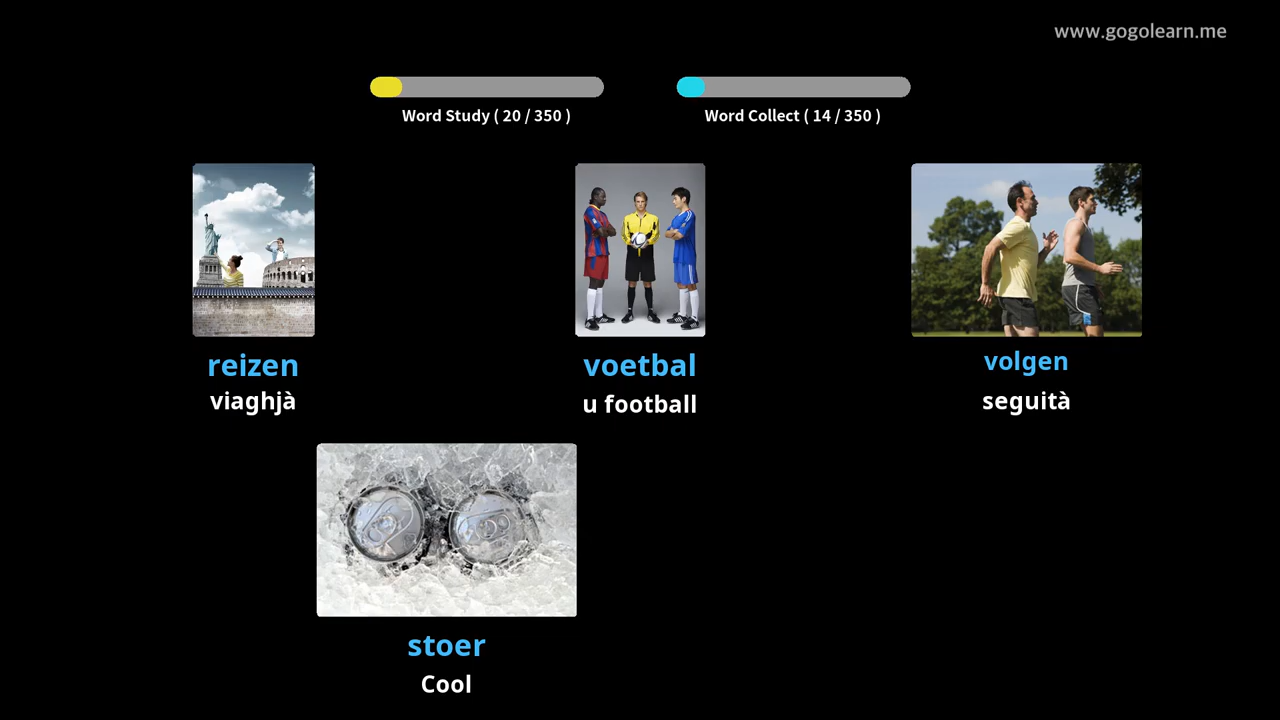 www.gogolearn.me
Word Study ( 20 / 350 )
Word Collect ( 14 / 350 )
reizen
viaghjà
voetbal
u football
volgen
seguità
stoer
Cool